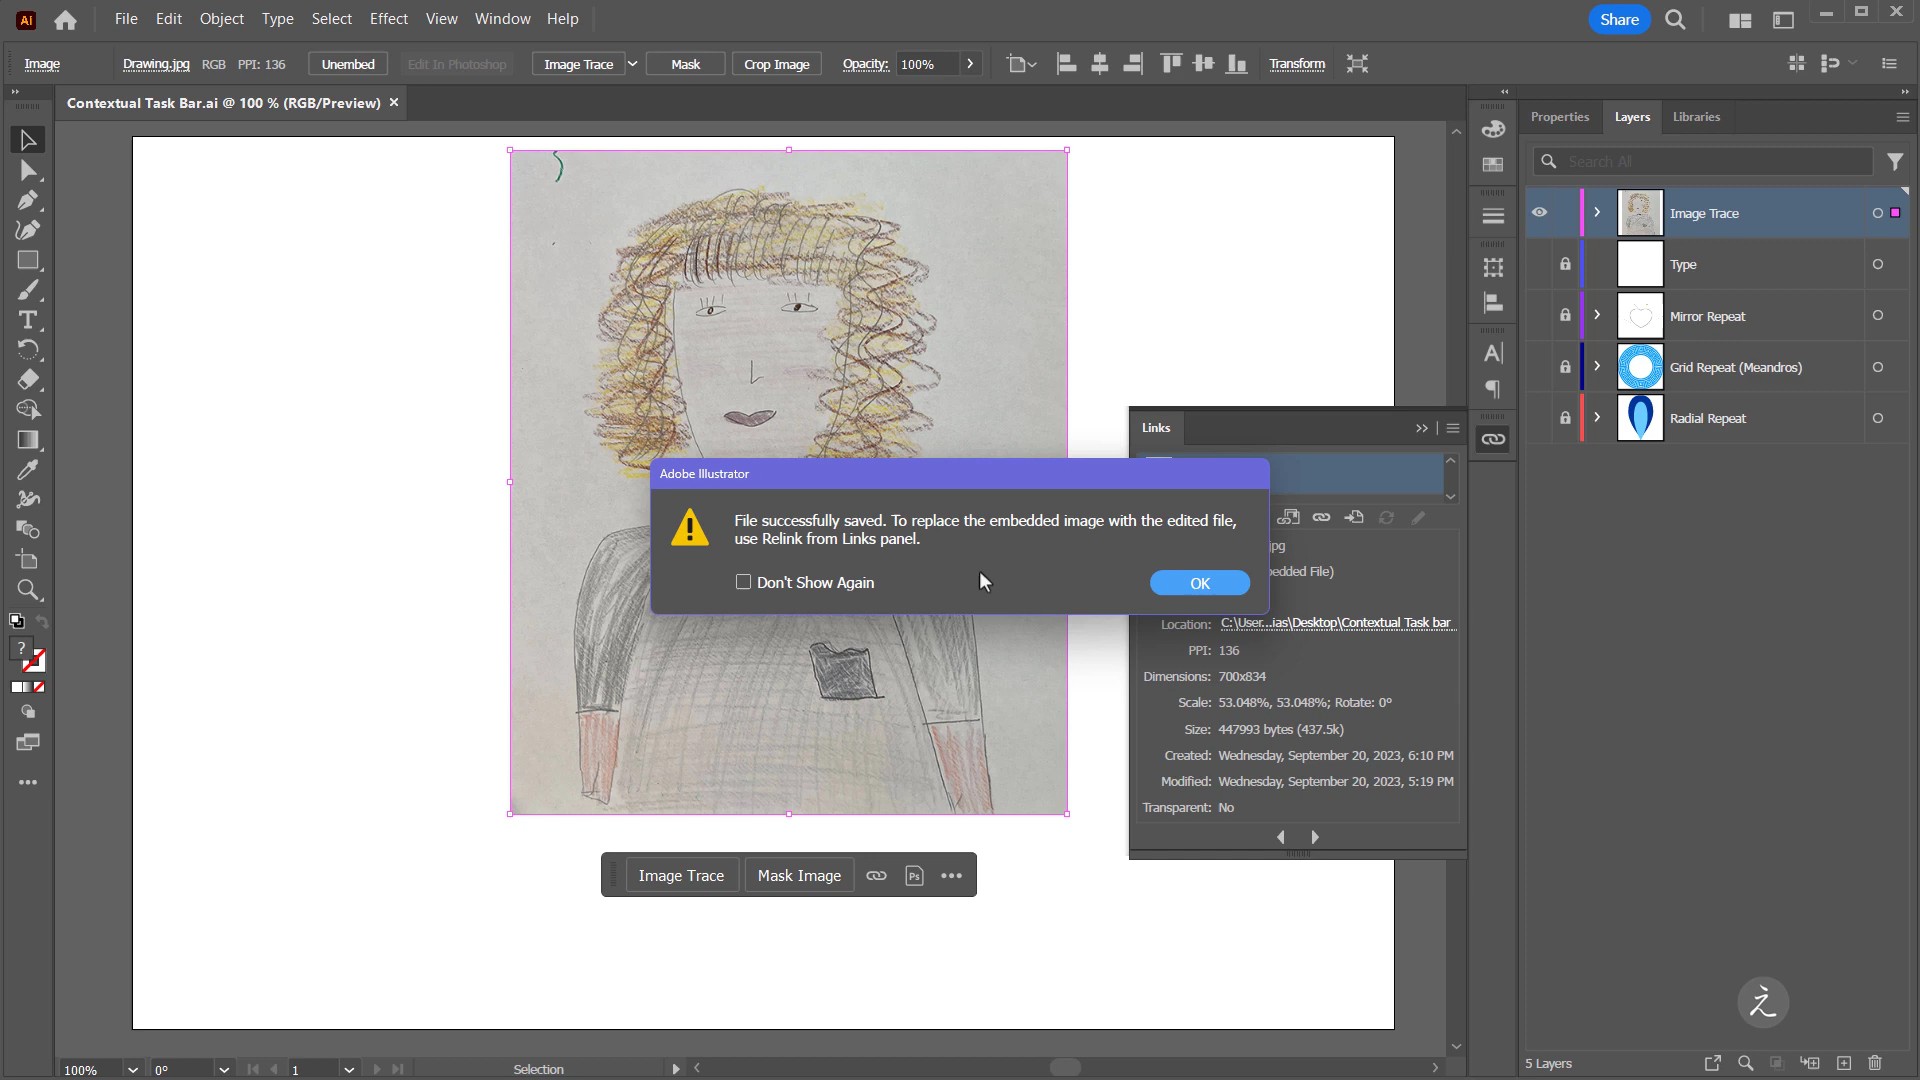 Ai File Edit Object Type Select Effect View Window Help Share
Image Drawing.jpg RGB PPI: 136 Unembed Edit In Photoshop Image Trace Mask Crop Image Opacity: 100% Transform
Contextual Task Bar.ai @ 100 % (RGB/Preview)
Properties Layers Libraries
Search All
Image Trace
Type
Mirror Repeat
Grid Repeat (Meandros)
Radial Repeat
Links
Adobe Illustrator
File successfully saved. To replace the embedded image with the edited file,
use Relink from Links panel.
Don't Show Again
OK
jpg
edded File)
Location: C:\User...ias\Desktop\Contextual Task bar
PPI: 136
Dimensions: 700x834
Scale: 53.048%, 53.048%; Rotate: 0°
Size: 447993 bytes (437.5k)
Created: Wednesday, September 20, 2023, 6:10 PM
Modified: Wednesday, September 20, 2023, 5:19 PM
Transparent: No
Image Trace Mask Image Ps
100% 0° 1 Selection
5 Layers